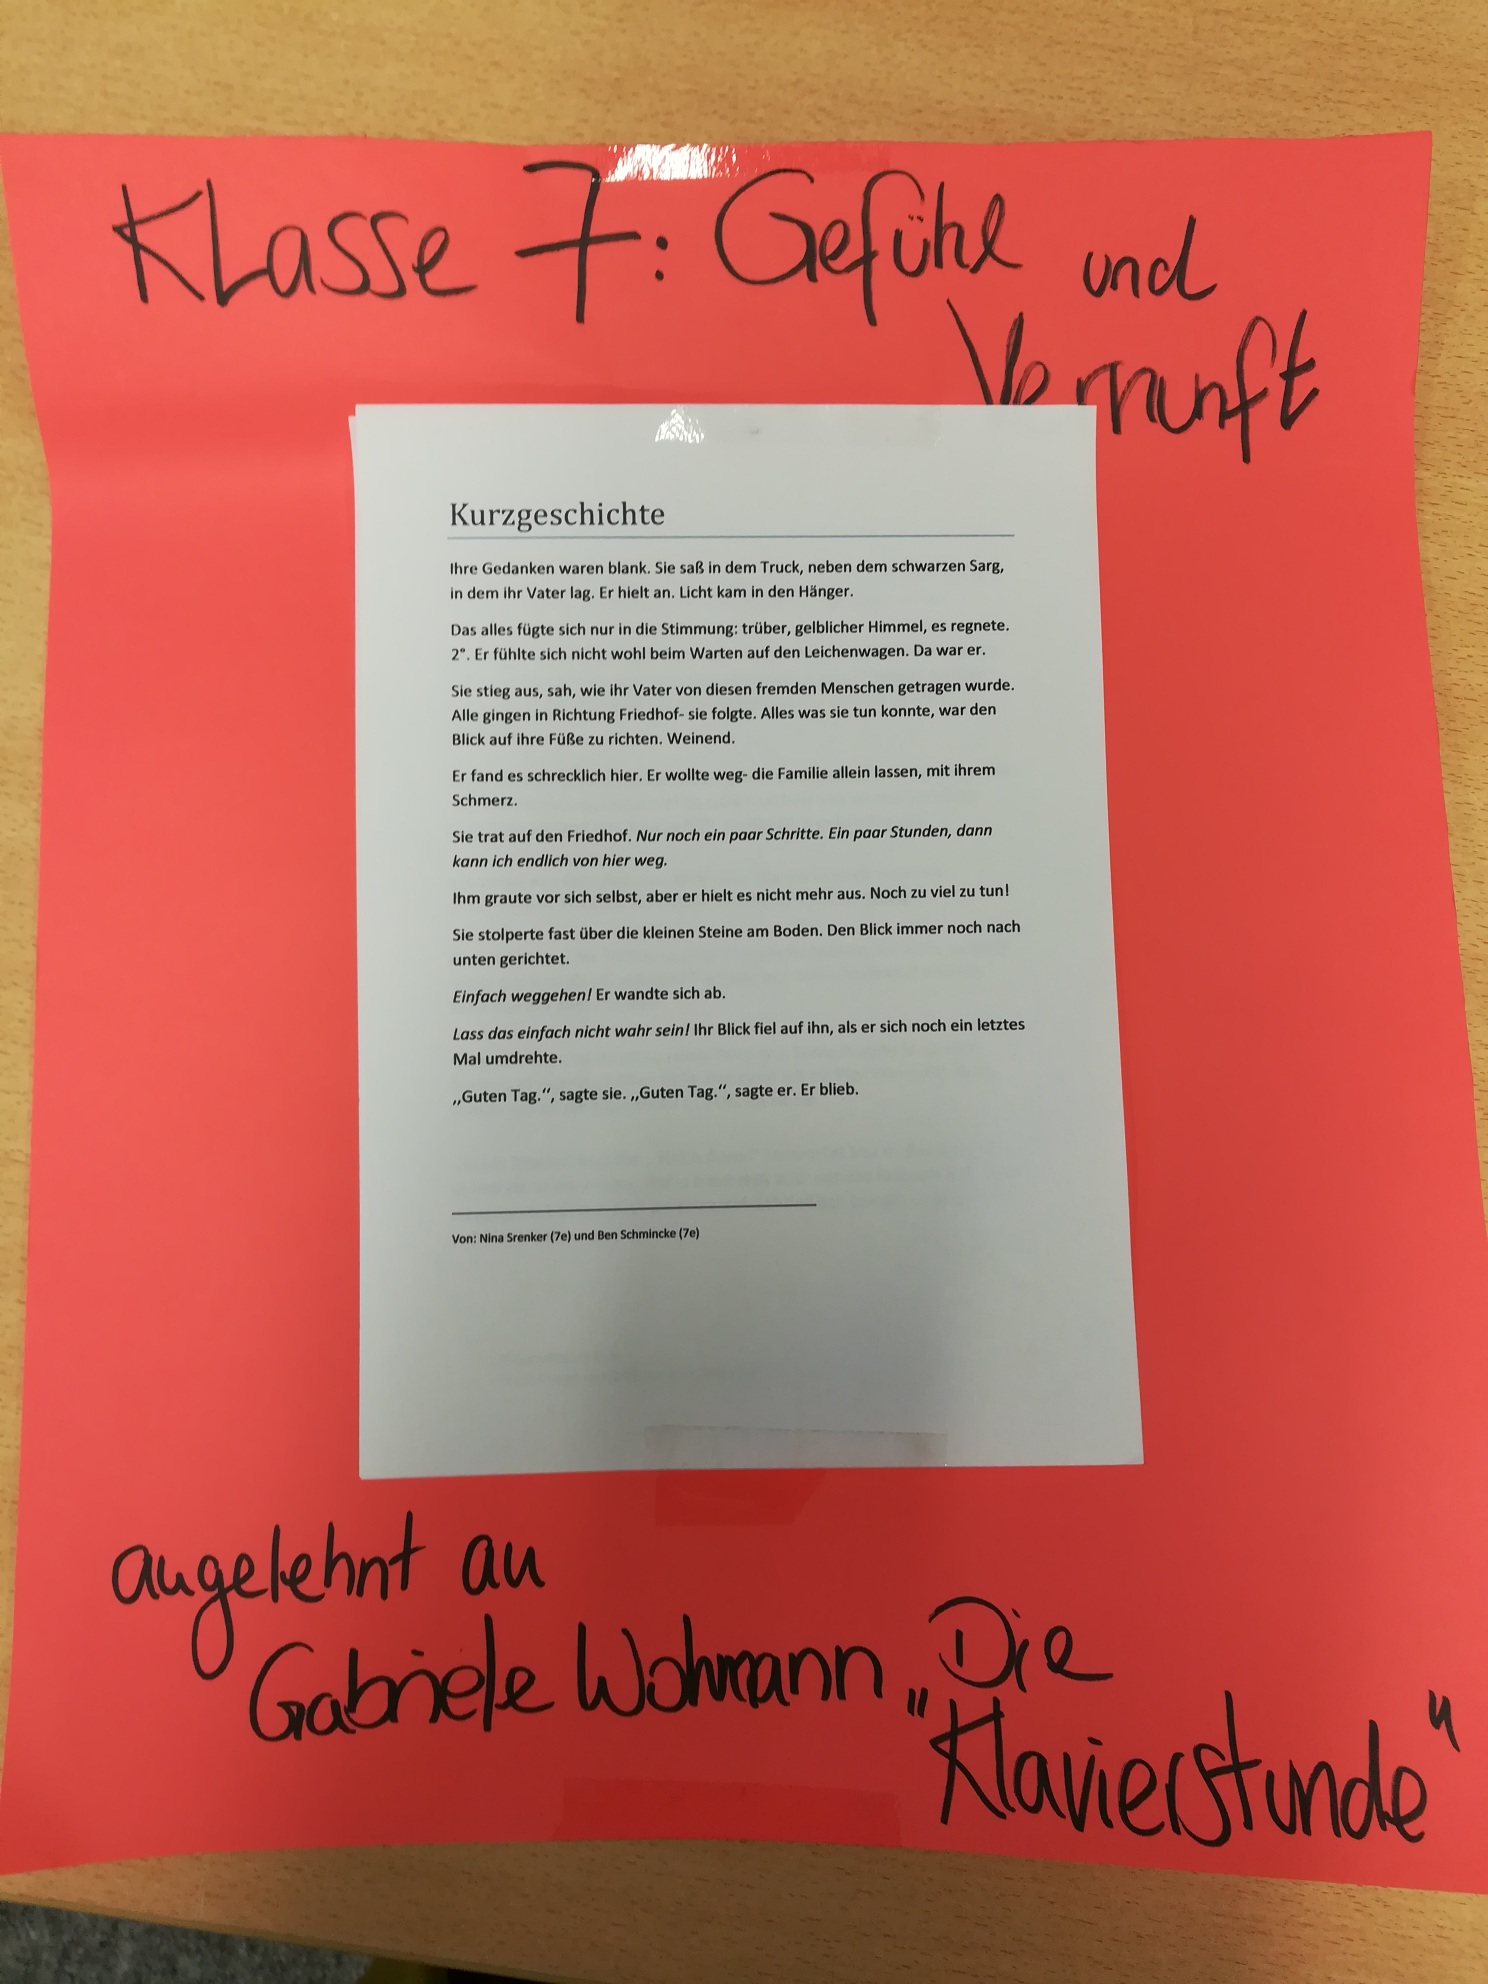 Klasse 7: Gefühl und
Vernunft
Kurzgeschichte
Ihre Gedanken waren blank. Sie saß in dem Truck, neben dem schwarzen Sarg,
in dem ihr Vater lag. Er hielt an. Licht kam in den Hänger.
Das alles fügte sich nur in die Stimmung: trüber, gelblicher Himmel, es regnete.
2°. Er fühlte sich nicht wohl beim Warten auf den Leichenwagen. Da war er.
Sie stieg aus, sah, wie ihr Vater von diesen fremden Menschen getragen wurde.
Alle gingen in Richtung Friedhof- sie folgte. Alles was sie tun konnte, war den
Blick auf ihre Füße zu richten. Weinend.
Er fand es schrecklich hier. Er wollte weg- die Familie allein lassen, mit ihrem
Schmerz.
Sie trat auf den Friedhof. Nur noch ein paar Schritte. Ein paar Stunden, dann
kann ich endlich von hier weg.
Ihm graute vor sich selbst, aber er hielt es nicht mehr aus. Noch zu viel zu tun!
Sie stolperte fast über die kleinen Steine am Boden. Den Blick immer noch nach
unten gerichtet.
Einfach weggehen! Er wandte sich ab.
Lass das einfach nicht wahr sein! Ihr Blick fiel auf ihn, als er sich noch ein letztes
Mal umdrehte.
„Guten Tag.“, sagte sie. „Guten Tag.“, sagte er. Er blieb.
Von: Nina Srenker (7e) und Ben Schmincke (7e)
angelehnt an
Gabriele Wohmann „Die
Klavierstunde“